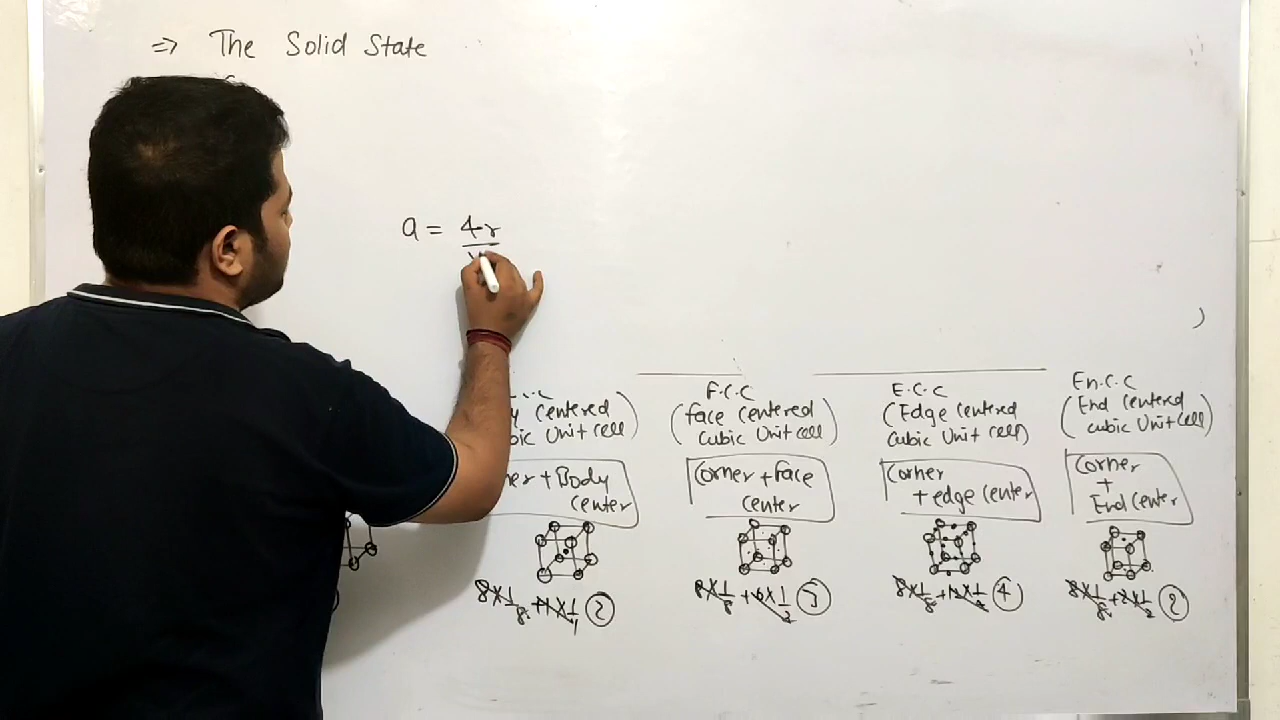 ⇒ The Solid State
a = 4r
F.C.C
E.C.C
En.C.C
Centered
Unit cell)
(face centered
cubic Unit cell)
(Edge centered
cubic Unit cell)
(End centered
cubic Unit cell)
+ Body
center
Corner + face
center
Corner
+ edge center
Corner
+
End center
8×1/8 + 1×1/1 2
8×1/8 + 6×1/2 3
8×1/8 + 12×1/4 4
8×1/8 + 2×1/2 2